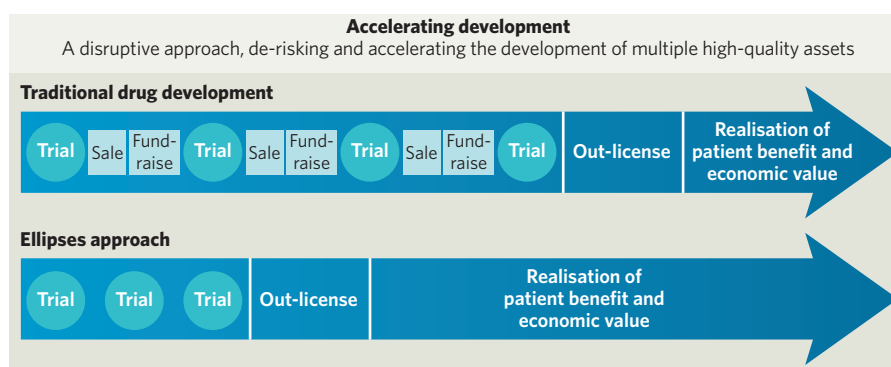 Accelerating development
A disruptive approach, de-risking and accelerating the development of multiple high-quality assets
Traditional drug development
Trial
Sale
Fund-
raise
Trial
Sale
Fund-
raise
Trial
Sale
Fund-
raise
Trial
Out-license
Realisation of
patient benefit and
economic value
Ellipses approach
Trial
Trial
Trial
Out-license
Realisation of
patient benefit and
economic value